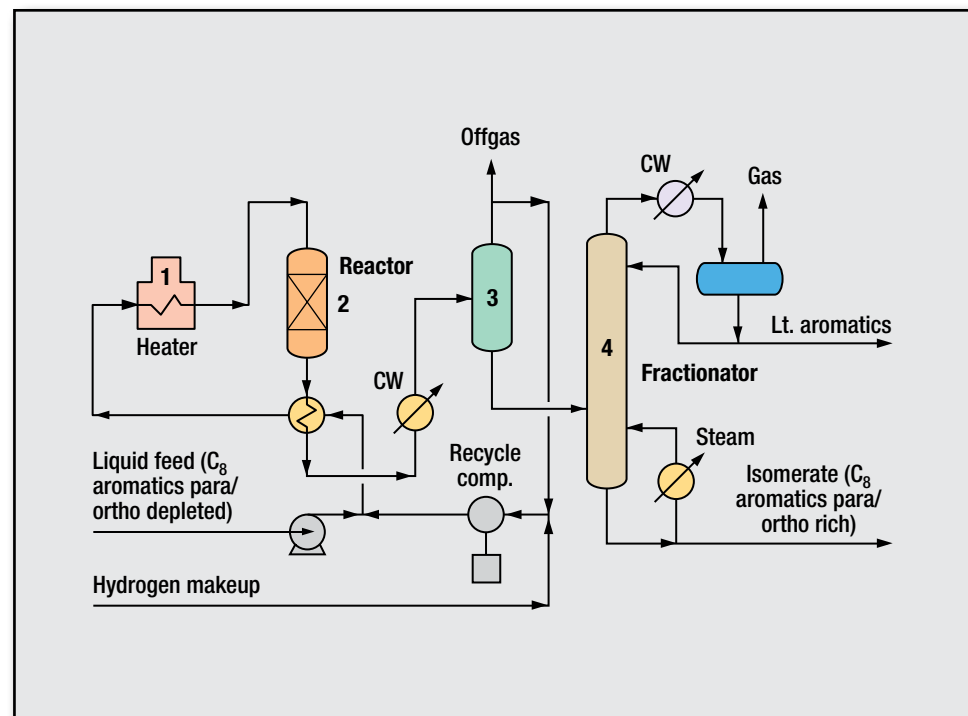 Offgas
CW
Gas
1
Reactor
2
3
Heater
Lt. aromatics
4
Fractionator
CW
Steam
Liquid feed (C₈
aromatics para/
ortho depleted)
Recycle
comp.
Isomerate (C₈
aromatics para/
ortho rich)
Hydrogen makeup